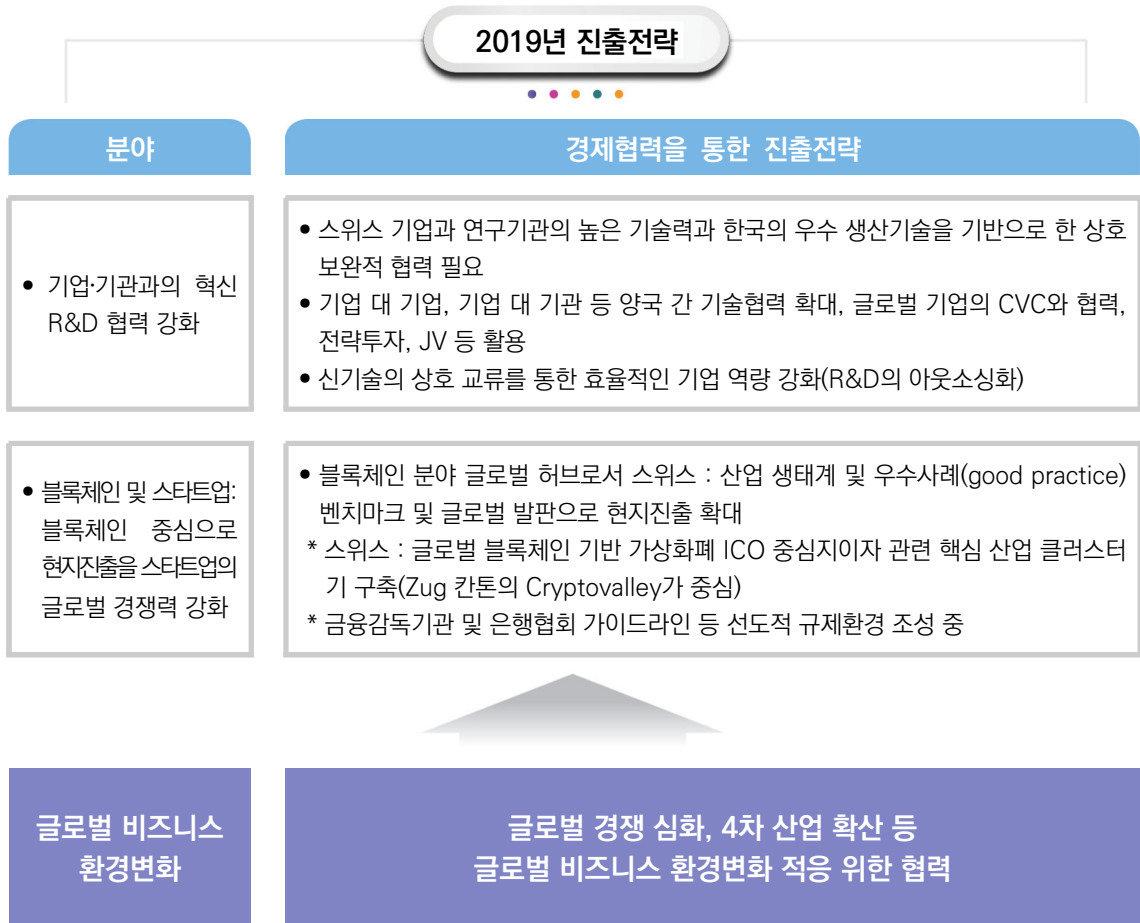 2019년 진출전략
분야
경제협력을 통한 진출전략
• 기업·기관과의 혁신
R&D 협력 강화
• 스위스 기업과 연구기관의 높은 기술력과 한국의 우수 생산기술을 기반으로 한 상호
보완적 협력 필요
• 기업 대 기업, 기업 대 기관 등 양국 간 기술협력 확대, 글로벌 기업의 CVC와 협력,
전략투자, JV 등 활용
• 신기술의 상호 교류를 통한 효율적인 기업 역량 강화(R&D의 아웃소싱화)
• 블록체인 및 스타트업:
블록체인 중심으로
현지진출을 스타트업의
글로벌 경쟁력 강화
• 블록체인 분야 글로벌 허브로서 스위스 : 산업 생태계 및 우수사례(good practice)
벤치마크 및 글로벌 발판으로 현지진출 확대
* 스위스 : 글로벌 블록체인 기반 가상화폐 ICO 중심지이자 관련 핵심 산업 클러스터
기 구축(Zug 칸톤의 Cryptovalley가 중심)
* 금융감독기관 및 은행협회 가이드라인 등 선도적 규제환경 조성 중
글로벌 비즈니스
환경변화
글로벌 경쟁 심화, 4차 산업 확산 등
글로벌 비즈니스 환경변화 적응 위한 협력